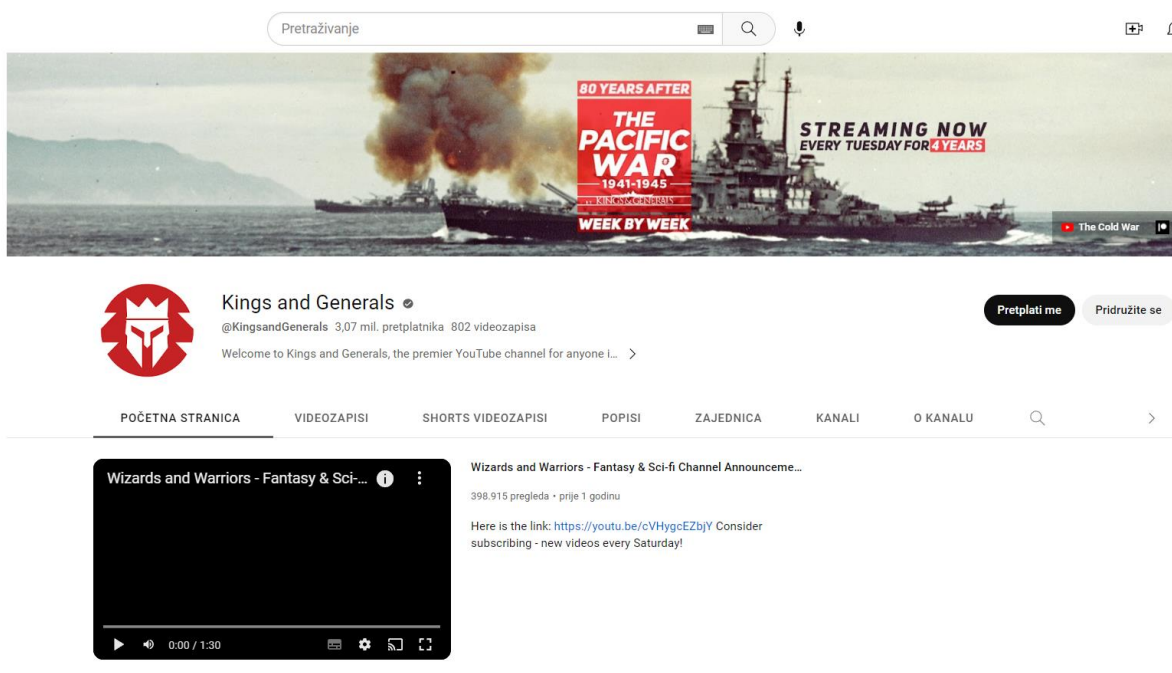 Pretraživanje
80 YEARS AFTER
THE
PACIFIC
WAR
1941-1945
BY KINGS & GENERALS
WEEK BY WEEK
STREAMING NOW
EVERY TUESDAY FOR 4 YEARS
The Cold War
Kings and Generals
@KingsandGenerals 3,07 mil. pretplatnika 802 videozapisa
Welcome to Kings and Generals, the premier YouTube channel for anyone i...
Pretplati me
Pridružite se
POČETNA STRANICA VIDEOZAPISI SHORTS VIDEOZAPISI POPISI ZAJEDNICA KANALI O KANALU
Wizards and Warriors - Fantasy & Sci-...
0:00 / 1:30
Wizards and Warriors - Fantasy & Sci-fi Channel Announceme...
398.915 pregleda • prije 1 godinu
Here is the link: https://youtu.be/cVHygcEZbjY Consider
subscribing - new videos every Saturday!